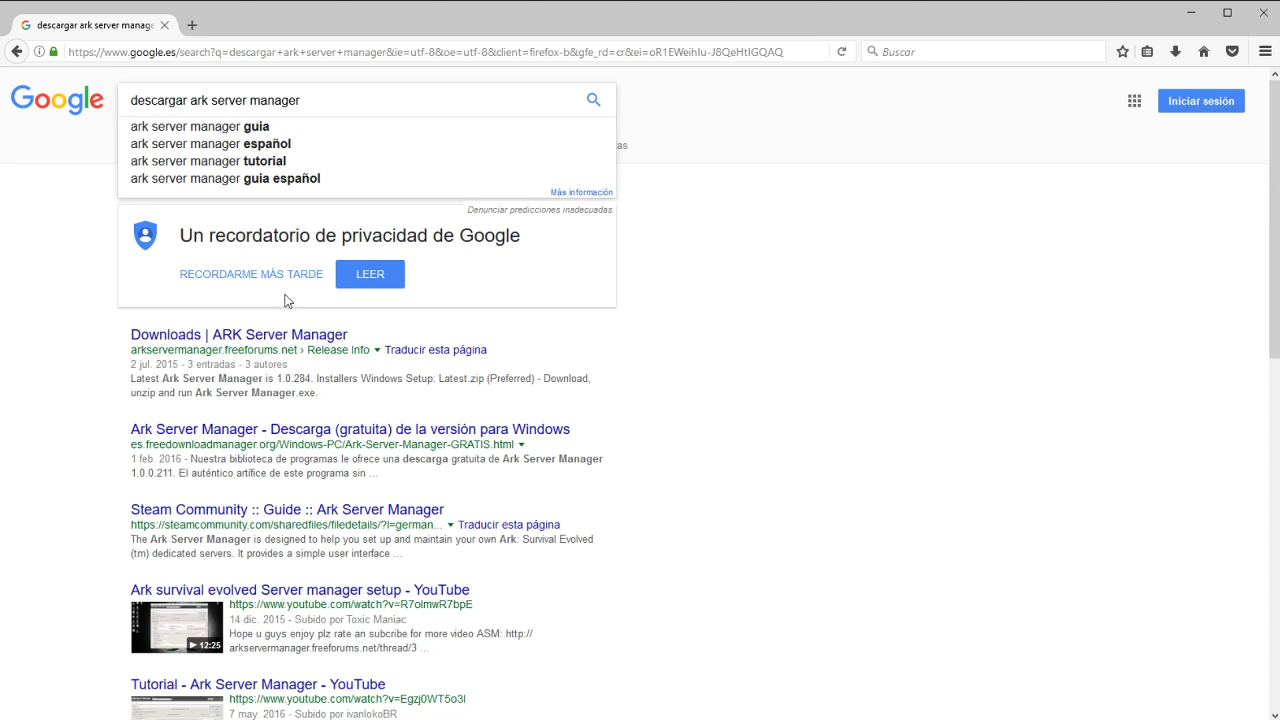 descargar ark server manage
https://www.google.es/search?q=descargar+ark+server+manager&ie=utf-8&oe=utf-8&client=firefox-b&gfe_rd=cr&ei=oR1EWeihIu-J8QeHtIGQAQ
Buscar
Google
descargar ark server manager
Iniciar sesión
ark server manager guia
ark server manager español
as
ark server manager tutorial
ark server manager guia español
Más información
Denunciar predicciones inadecuadas
Un recordatorio de privacidad de Google
RECORDARME MÁS TARDE
LEER
Downloads | ARK Server Manager
arkservermanager.freeforums.net › Release Info Traducir esta página
2 jul. 2015 - 3 entradas - 3 autores
Latest Ark Server Manager is 1.0.284. Installers Windows Setup: Latest.zip (Preferred) - Download,
unzip and run Ark Server Manager.exe.
Ark Server Manager - Descarga (gratuita) de la versión para Windows
es.freedownloadmanager.org/Windows-PC/Ark-Server-Manager-GRATIS.html
1 feb. 2016 - Nuestra biblioteca de programas le ofrece una descarga gratuita de Ark Server Manager
1.0.0.211. El auténtico artífice de este programa sin ...
Steam Community :: Guide :: Ark Server Manager
https://steamcommunity.com/sharedfiles/filedetails/?l=german... Traducir esta página
The Ark Server Manager is designed to help you set up and maintain your own Ark: Survival Evolved
(tm) dedicated servers. It provides a simple user interface ...
Ark survival evolved Server manager setup - YouTube
https://www.youtube.com/watch?v=R7olmwR7bpE
14 dic. 2015 - Subido por Toxic Maniac
Hope u guys enjoy plz rate an subcribe for more video ASM: http://
12:25
arkservermanager.freeforums.net/thread/3 ...
Tutorial - Ark Server Manager - YouTube
https://www.youtube.com/watch?v=Egzj0WT5o3I
7 may. 2016 - Subido por ivanlokoBR